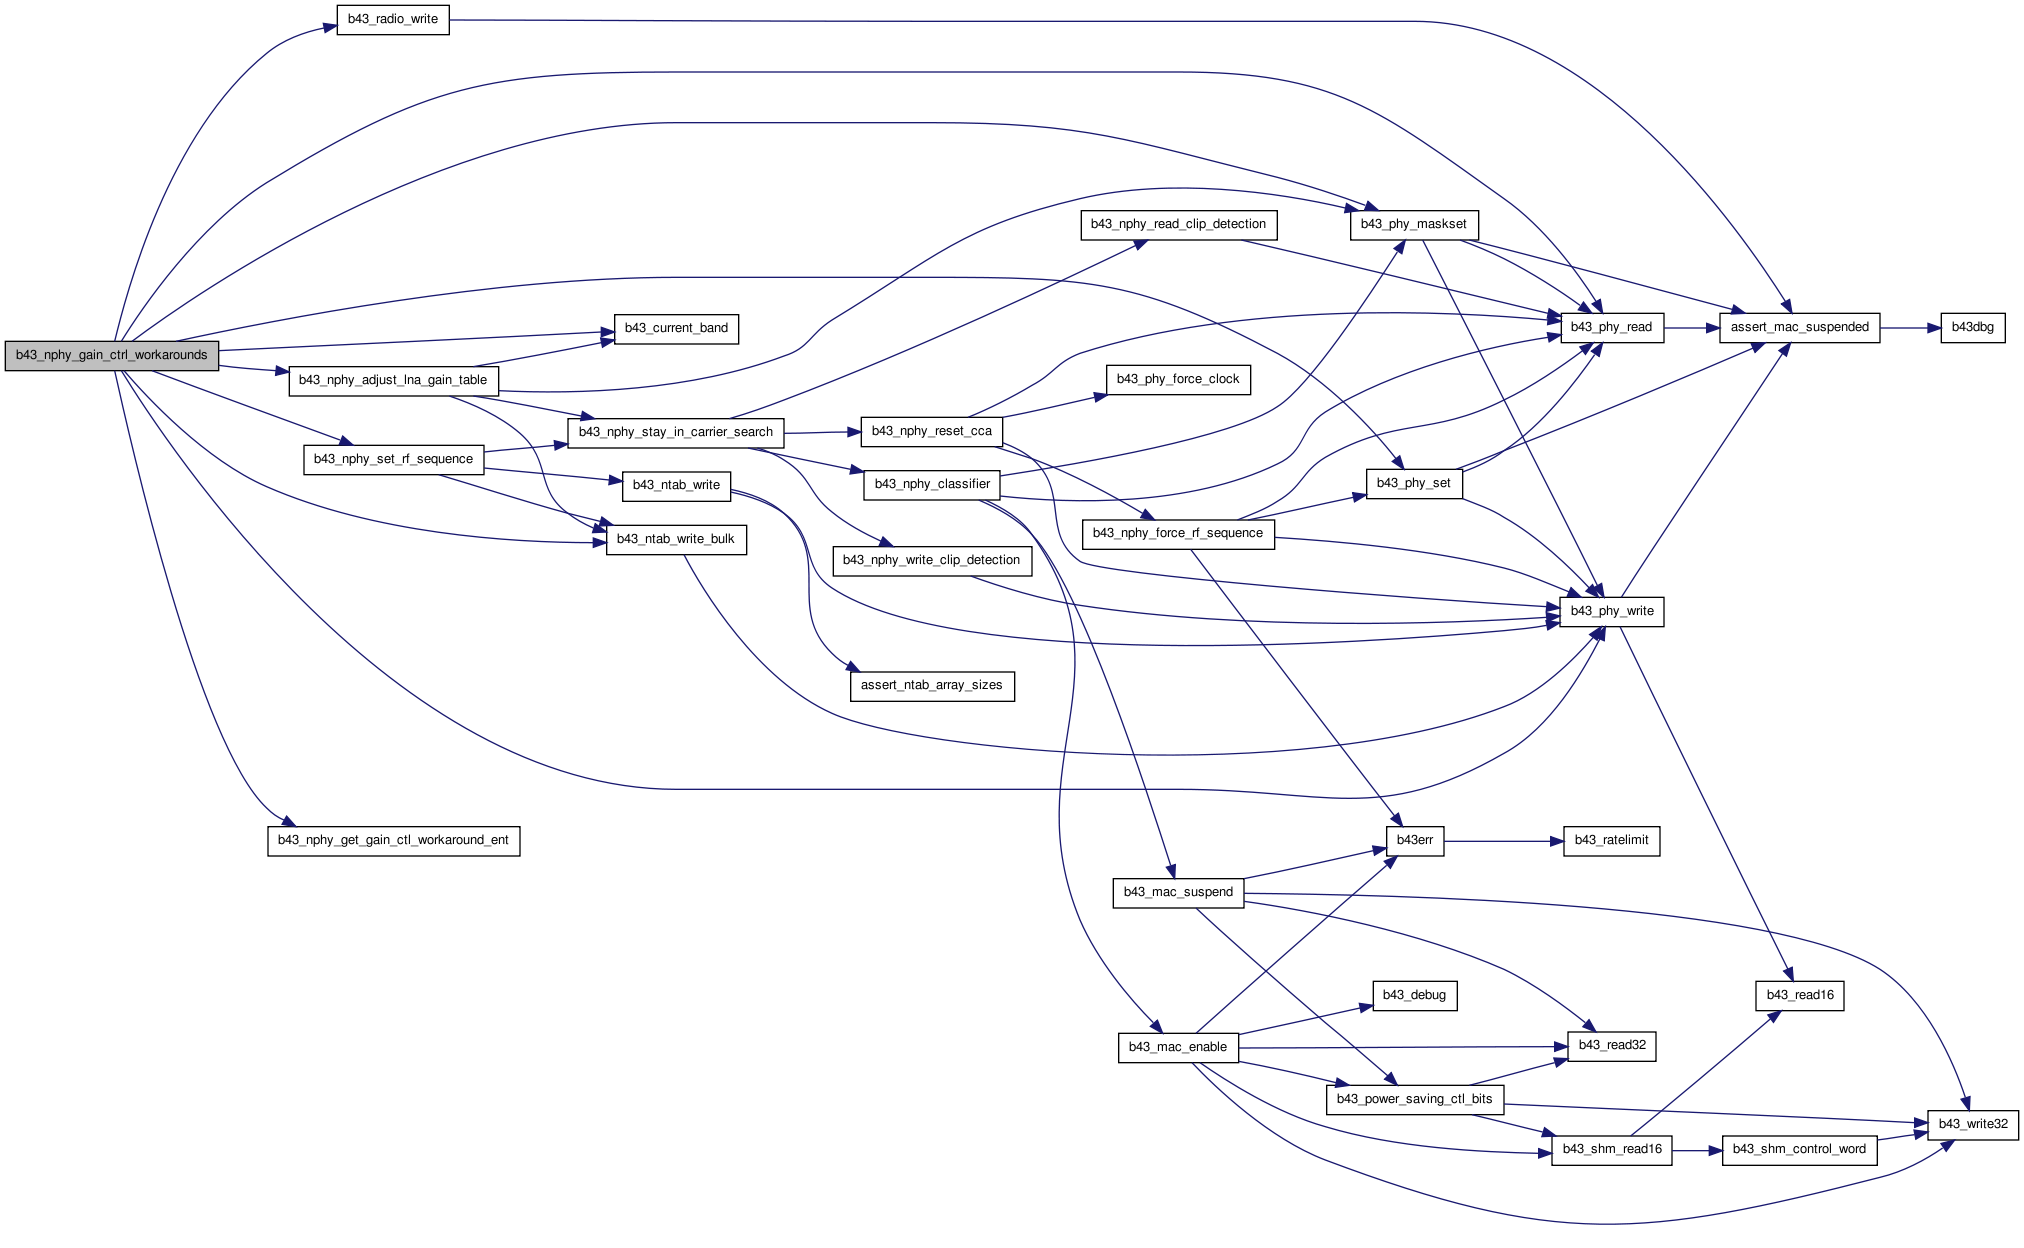 b43_radio_write
b43_nphy_read_clip_detection
b43_phy_maskset
b43_current_band
b43_phy_read
assert_mac_suspended
b43dbg
b43_nphy_gain_ctrl_workarounds
b43_nphy_adjust_lna_gain_table
b43_phy_force_clock
b43_nphy_stay_in_carrier_search
b43_nphy_reset_cca
b43_nphy_set_rf_sequence
b43_ntab_write
b43_nphy_classifier
b43_phy_set
b43_ntab_write_bulk
b43_nphy_force_rf_sequence
b43_nphy_write_clip_detection
b43_phy_write
assert_ntab_array_sizes
b43_nphy_get_gain_ctl_workaround_ent
b43err
b43_ratelimit
b43_mac_suspend
b43_debug
b43_read16
b43_mac_enable
b43_read32
b43_power_saving_ctl_bits
b43_write32
b43_shm_read16
b43_shm_control_word